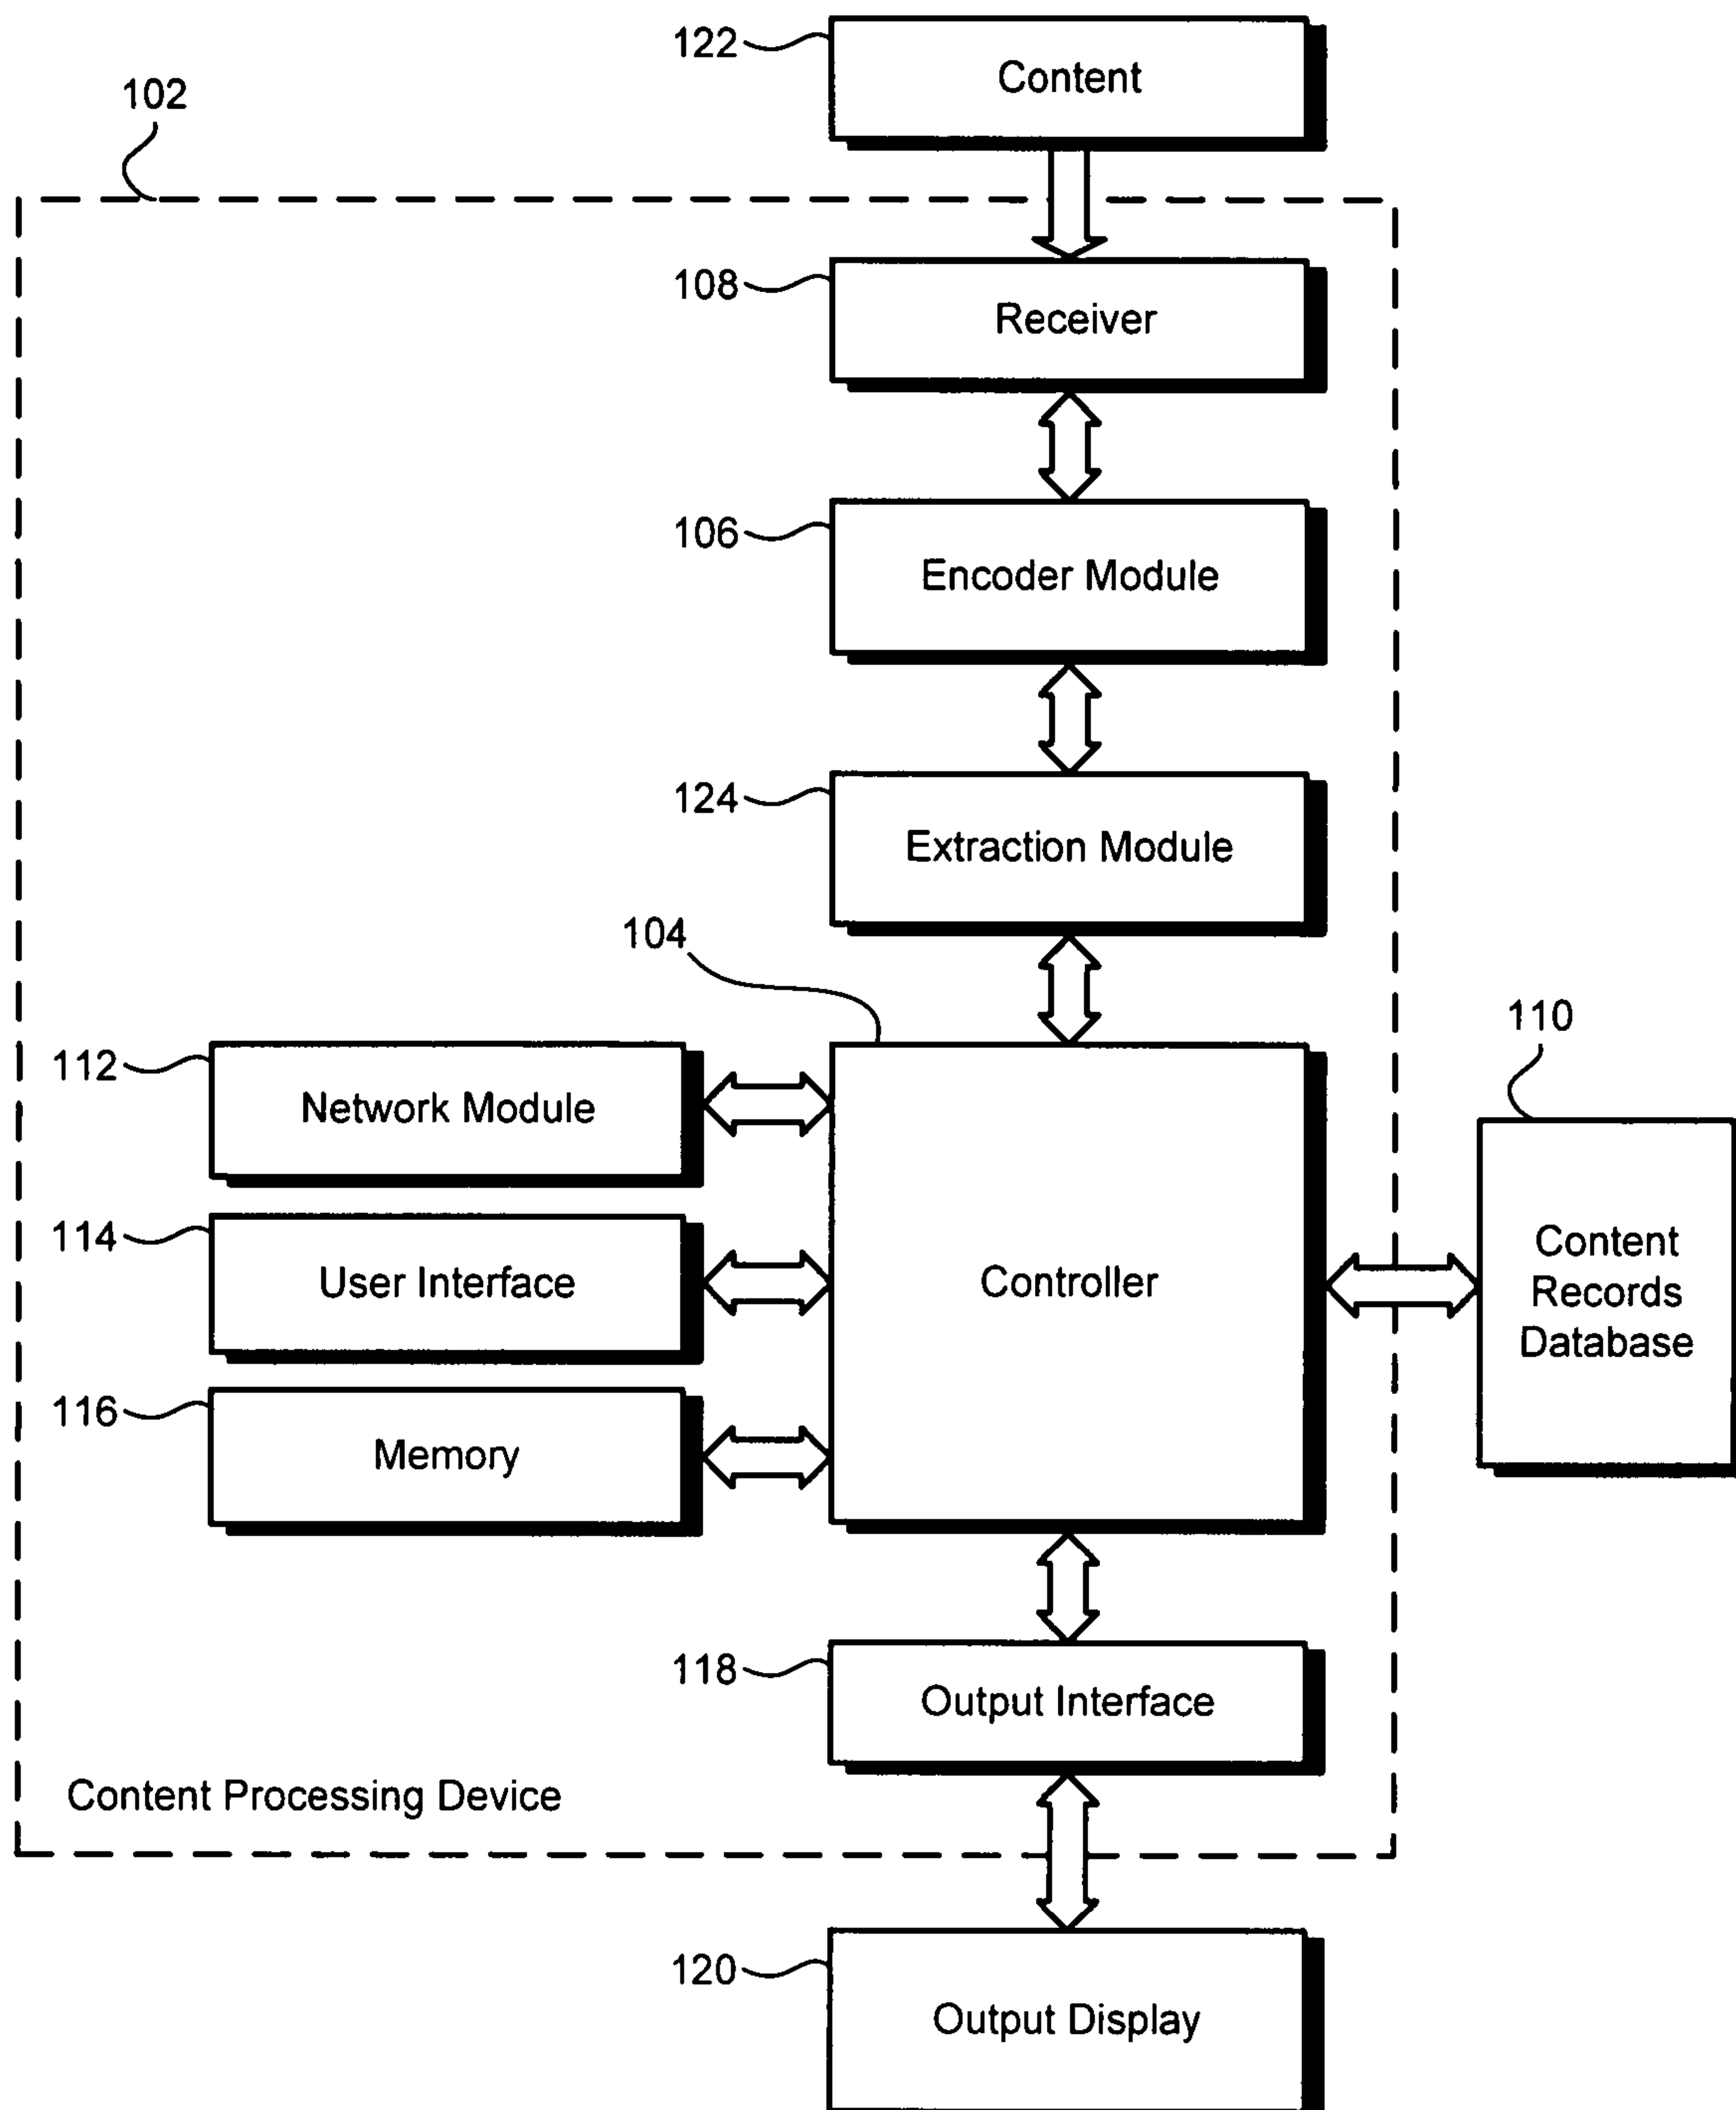 122
Content
102
108
Receiver
106
Encoder Module
124
Extraction Module
104
110
112
Network Module
114
User Interface
Controller
Content
Records
Database
116
Memory
118
Output Interface
Content Processing Device
120
Output Display